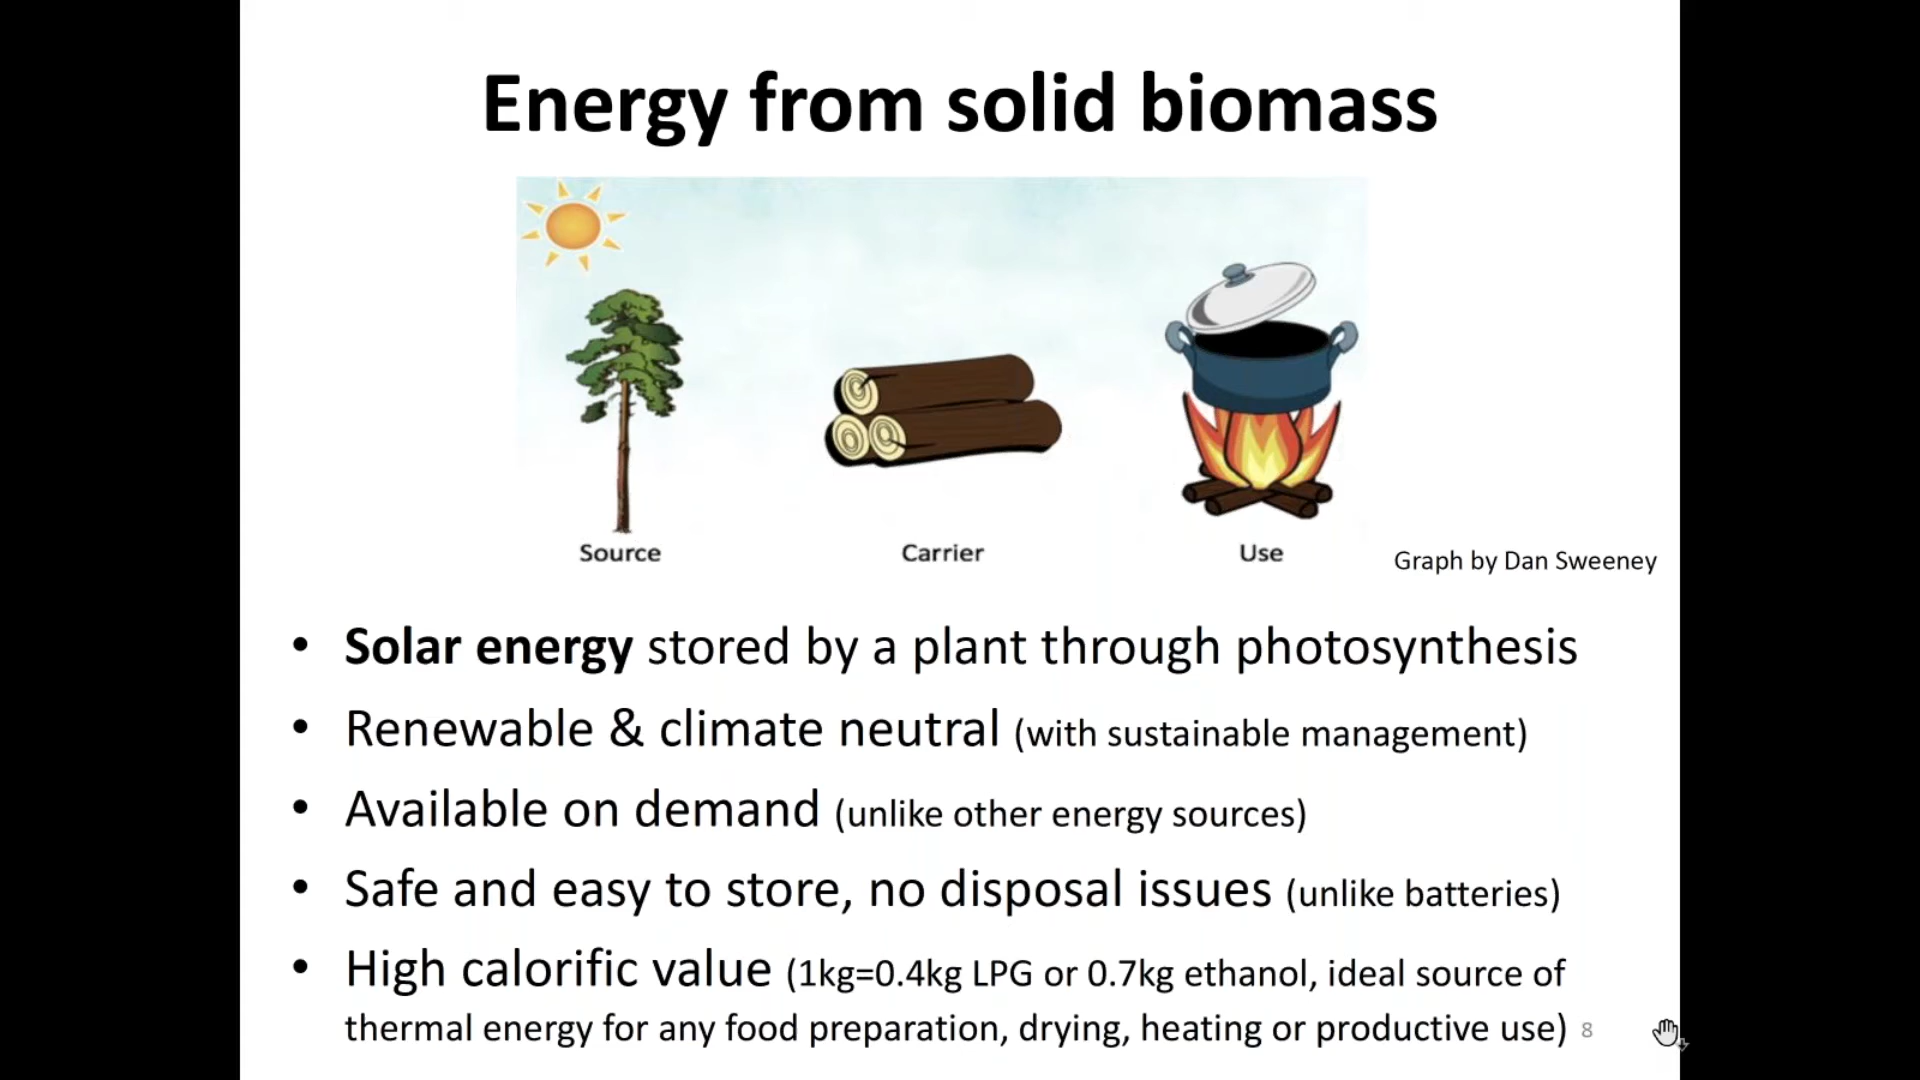 Energy from solid biomass
Source
Carrier
Use
Graph by Dan Sweeney
• Solar energy stored by a plant through photosynthesis
• Renewable & climate neutral (with sustainable management)
• Available on demand (unlike other energy sources)
• Safe and easy to store, no disposal issues (unlike batteries)
• High calorific value (1kg=0.4kg LPG or 0.7kg ethanol, ideal source of
thermal energy for any food preparation, drying, heating or productive use)
8